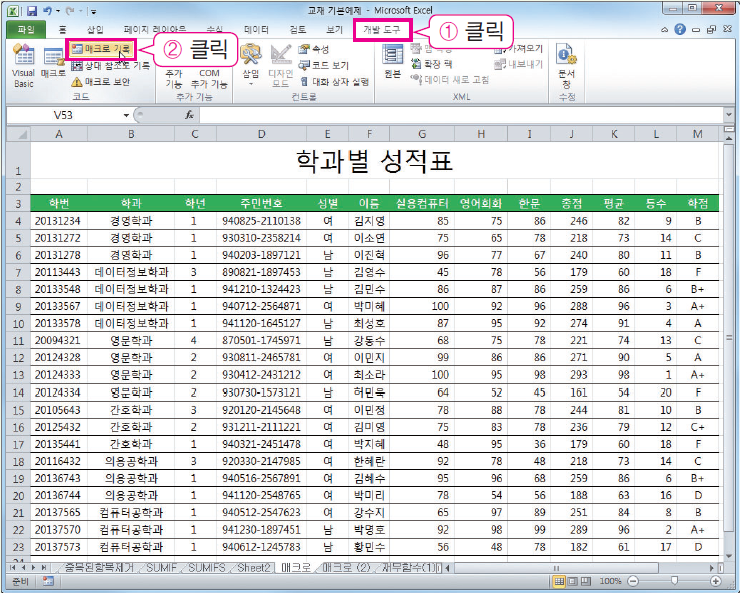 교재 기본예제 - Microsoft Excel
파일 홈 삽입 페이지 레이아웃 수식 데이터 검토 보기 개발 도구
① 클릭
② 클릭
Visual Basic
매크로
매크로 기록
상대 참조로 기록
매크로 보안
코드
추가 기능
COM 추가 기능
추가 기능
삽입
디자인 모드
속성
코드 보기
대화 상자 실행
컨트롤
원본
확장 팩
데이터 새로 고침
가져오기
내보내기
XML
문서 창
수정
V53 fx
A B C D E F G H I J K L M
1 학과별 성적표
2
3 학번 학과 학년 주민번호 성별 이름 실용컴퓨터 영어회화 한문 총점 평균 등수 학점
4 20131234 경영학과 1 940825-2110138 여 김지영 85 75 86 246 82 9 B
5 20131272 경영학과 1 930310-2358214 여 이소연 75 65 78 218 73 14 C
6 20131278 경영학과 1 940203-1897121 남 이진혁 96 77 67 240 80 11 B
7 20113443 데이터정보학과 3 890821-1897453 남 김영수 45 78 56 179 60 18 F
8 20133548 데이터정보학과 1 941210-1324423 남 김민수 86 87 86 259 86 6 B+
9 20133567 데이터정보학과 1 940712-2564871 여 박미혜 100 92 96 288 96 3 A+
10 20133578 데이터정보학과 1 941120-1645127 남 최성호 87 95 92 274 91 4 A
11 20094321 영문학과 4 870501-1745971 남 강동수 68 75 78 221 74 13 C
12 20124328 영문학과 2 930811-2465781 여 이민지 99 86 86 271 90 5 A
13 20124333 영문학과 2 930412-2431212 여 최소라 100 95 98 293 98 1 A+
14 20124334 영문학과 2 930730-1573121 남 허민욱 64 52 45 161 54 20 F
15 20105643 간호학과 3 920120-2145648 여 이민정 78 88 78 244 81 10 B
16 20125432 간호학과 2 931211-2111221 여 김미영 75 83 78 236 79 12 C+
17 20135441 간호학과 1 940321-2451478 여 박지혜 48 95 36 179 60 18 F
18 20116432 의용공학과 3 920330-2147985 여 한혜란 92 78 48 218 73 14 C
19 20136743 의용공학과 1 940516-2567891 여 김혜수 95 96 68 259 86 6 B+
20 20136744 의용공학과 1 941120-2548765 여 박미리 78 54 56 188 63 16 D
21 20137565 컴퓨터공학과 1 940512-2547623 여 강수지 65 97 89 251 84 8 B
22 20137570 컴퓨터공학과 1 941230-1897451 남 박명호 92 98 99 289 96 2 A+
23 20137573 컴퓨터공학과 1 940612-1245783 남 황민수 56 48 78 182 61 17 D
중복된항목제거 SUMIF SUMIFS Sheet2 매크로 매크로 (2) 재무함수(1)
준비 100%